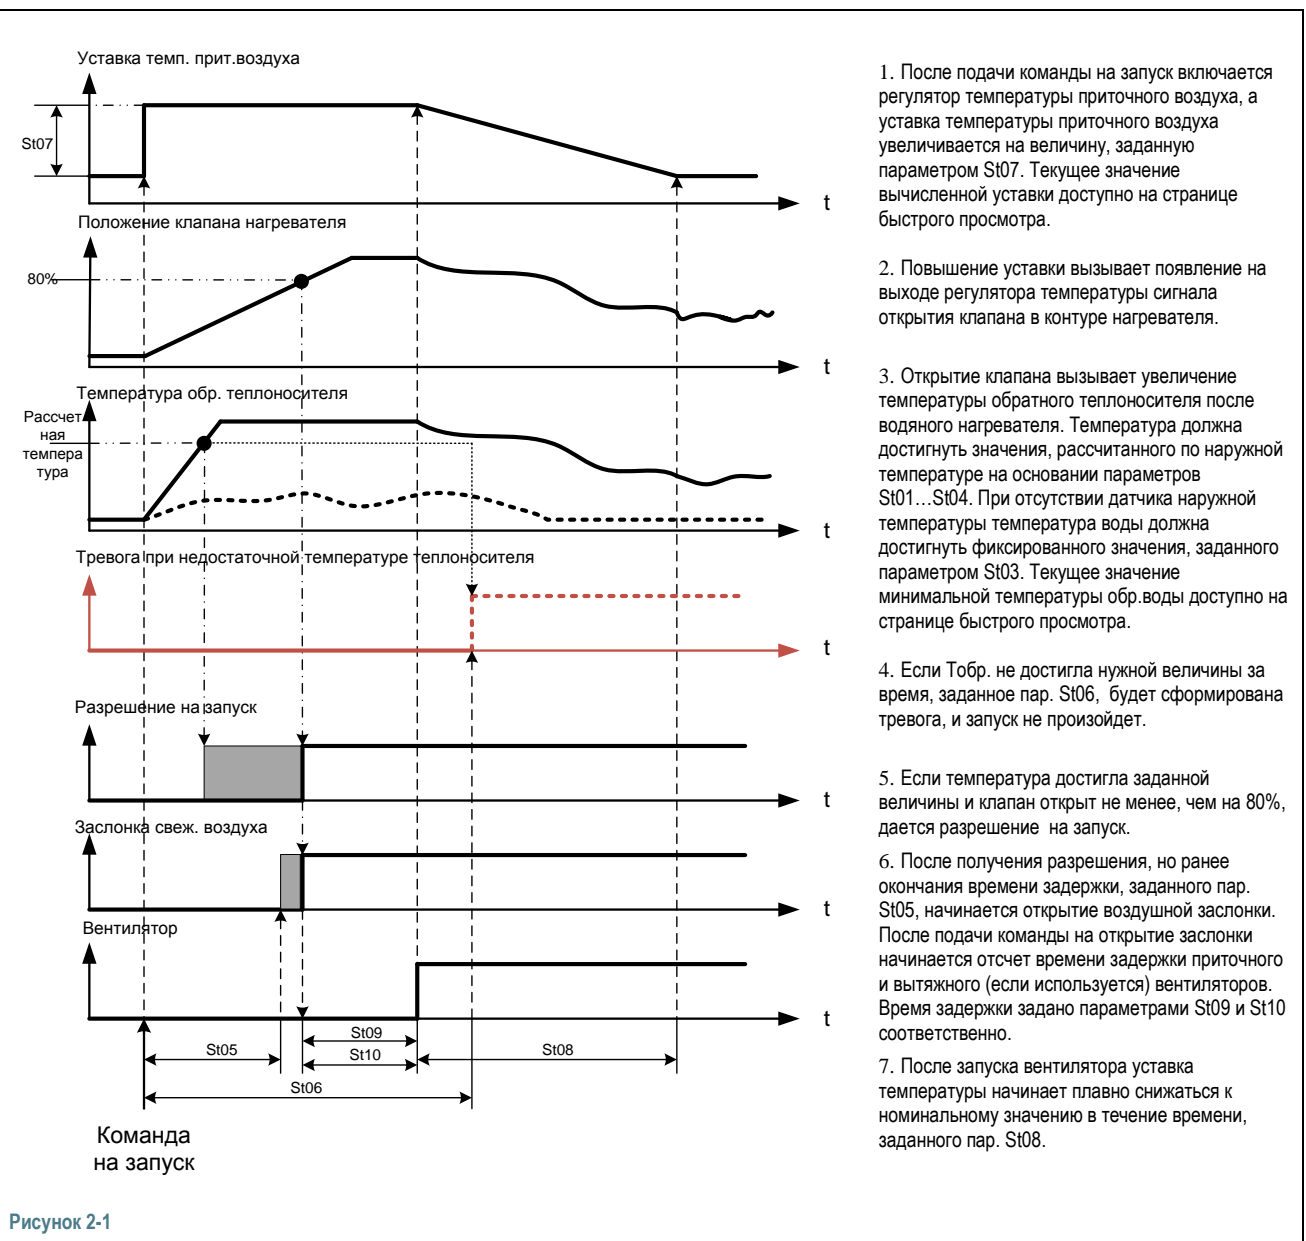 Уставка темп. прит.воздуха
St07
t
Положение клапана нагревателя
80%
t
Температура обр. теплоносителя
Рассчет
ная
темпера
тура
t
Тревога при недостаточной температуре теплоносителя
t
Разрешение на запуск
t
Заслонка свеж. воздуха
t
Вентилятор
t
St09
St05
St10
St08
St06
Команда
на запуск
1. После подачи команды на запуск включается
регулятор температуры приточного воздуха, а
уставка температуры приточного воздуха
увеличивается на величину, заданную
параметром St07. Текущее значение
вычисленной уставки доступно на странице
быстрого просмотра.
2. Повышение уставки вызывает появление на
выходе регулятора температуры сигнала
открытия клапана в контуре нагревателя.
3. Открытие клапана вызывает увеличение
температуры обратного теплоносителя после
водяного нагревателя. Температура должна
достигнуть значения, рассчитанного по наружной
температуре на основании параметров
St01…St04. При отсутствии датчика наружной
температуры температура воды должна
достигнуть фиксированного значения, заданного
параметром St03. Текущее значение
минимальной температуры обр.воды доступно на
странице быстрого просмотра.
4. Если Тобр. не достигла нужной величины за
время, заданное пар. St06, будет сформирована
тревога, и запуск не произойдет.
5. Если температура достигла заданной
величины и клапан открыт не менее, чем на 80%,
дается разрешение на запуск.
6. После получения разрешения, но ранее
окончания времени задержки, заданного пар.
St05, начинается открытие воздушной заслонки.
После подачи команды на открытие заслонки
начинается отсчет времени задержки приточного
и вытяжного (если используется) вентиляторов.
Время задержки задано параметрами St09 и St10
соответственно.
7. После запуска вентилятора уставка
температуры начинает плавно снижаться к
номинальному значению в течение времени,
заданного пар. St08.
Рисунок 2-1